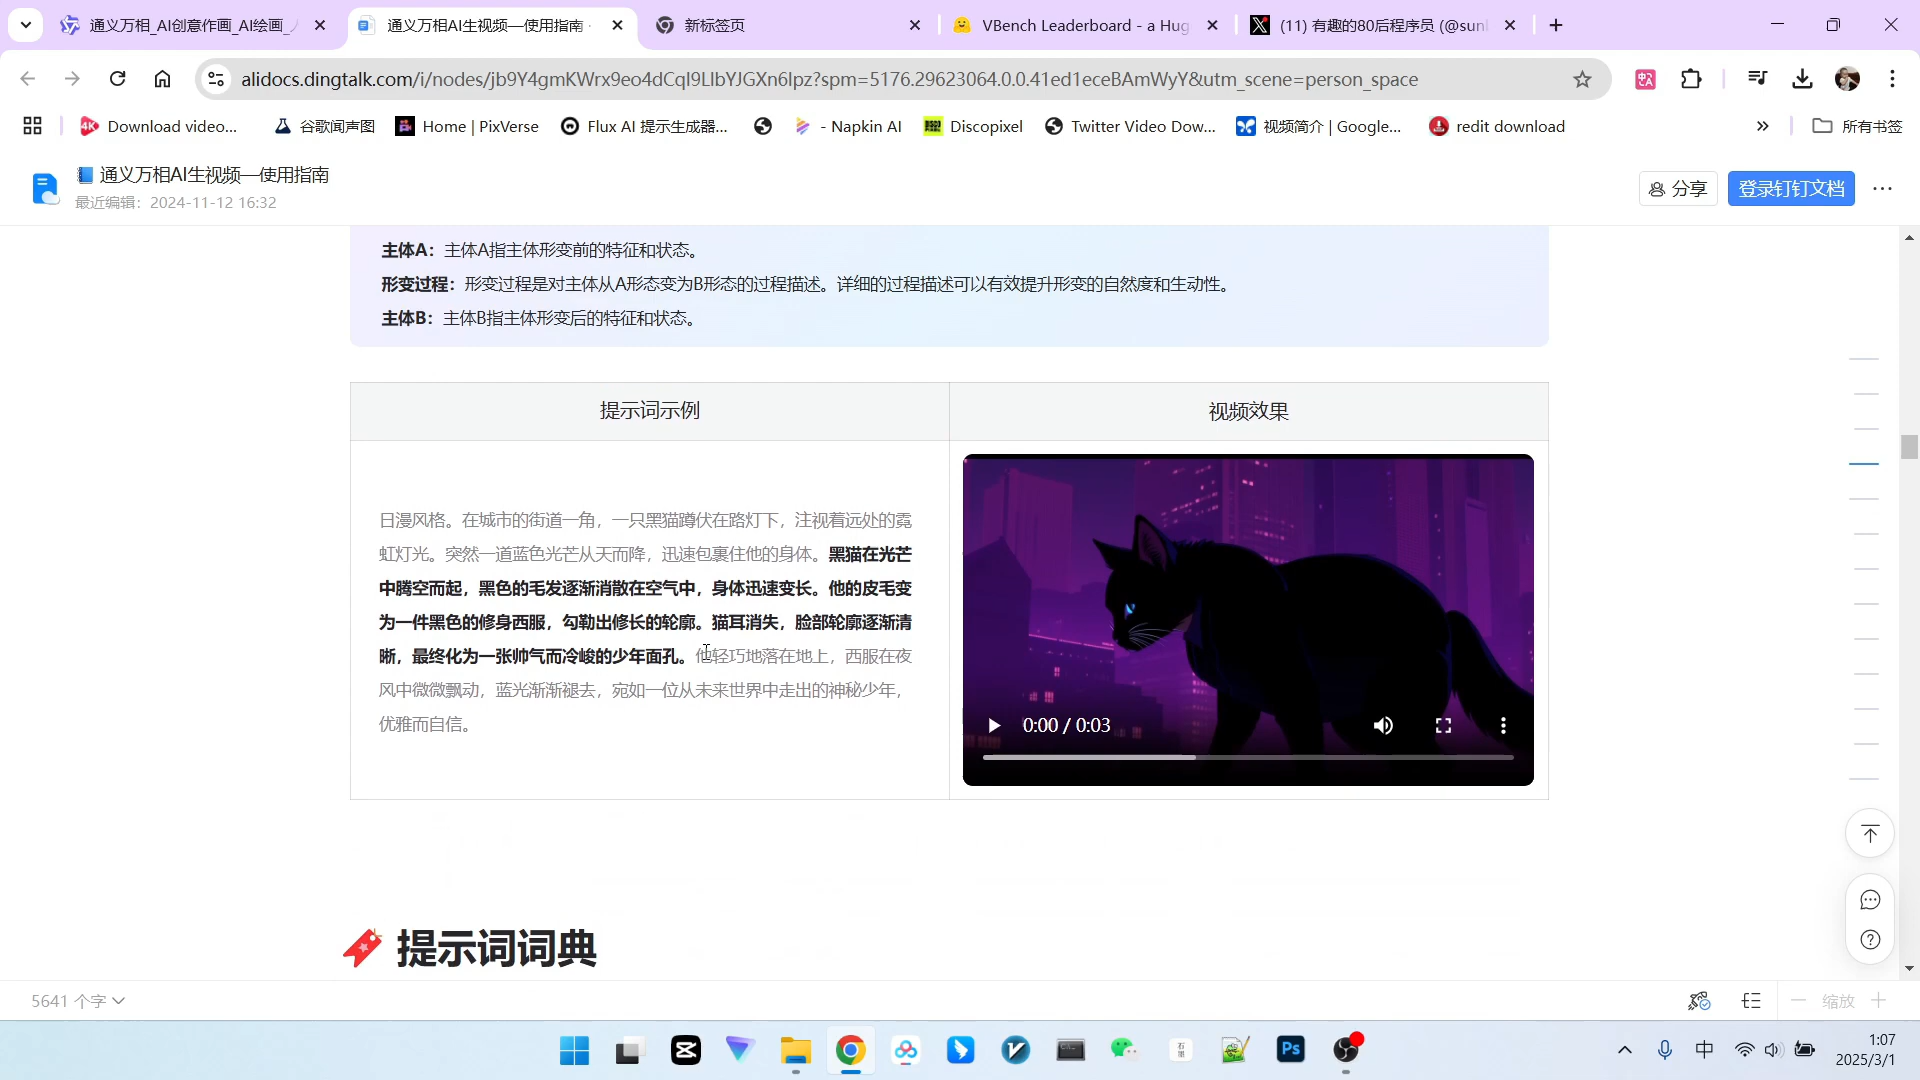 通义万相_AI创意作画_AI绘画_
通义万相AI生视频—使用指南
新标签页
VBench Leaderboard - a Hug
(11) 有趣的80后程序员 (@sunl
alidocs.dingtalk.com/i/nodes/jb9Y4gmKWrx9eo4dCql9LlbYJGXn6lpz?spm=5176.29623064.0.0.41ed1eceBAmWyY&utm_scene=person_space
Download video...
谷歌闻声图
Home | PixVerse
Flux AI 提示生成器...
- Napkin AI
Discopixel
Twitter Video Dow...
视频简介 | Google...
redit download
所有书签
通义万相AI生视频—使用指南
最近编辑：2024-11-12 16:32
分享
登录钉钉文档
主体A：主体A指主体形变前的特征和状态。
形变过程：形变过程是对主体从A形态变为B形态的过程描述。详细的过程描述可以有效提升形变的自然度和生动性。
主体B：主体B指主体形变后的特征和状态。
提示词示例
视频效果
日漫风格。在城市的街道一角，一只黑猫蹲伏在路灯下，注视着远处的霓
虹灯光。突然一道蓝色光芒从天而降，迅速包裹住他的身体。黑猫在光芒
中腾空而起，黑色的毛发逐渐消散在空气中，身体迅速变长。他的皮毛变
为一件黑色的修身西服，勾勒出修长的轮廓。猫耳消失，脸部轮廓逐渐清
晰，最终化为一张帅气而冷峻的少年面孔。他轻巧地落在地上，西服在夜
风中微微飘动，蓝光渐渐褪去，宛如一位从未来世界中走出的神秘少年，
优雅而自信。
0:00 / 0:03
提示词词典
5641 个字
缩放
Ps
中
1:07
2025/3/1